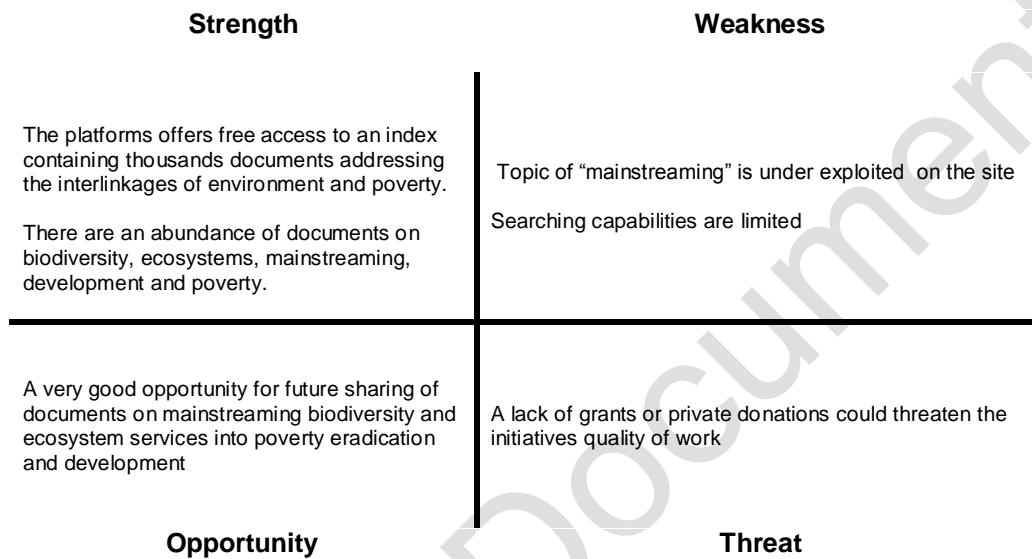 Strength
Weakness
The platforms offers free access to an index
containing thousands documents addressing
the interlinkages of environment and poverty.
There are an abundance of documents on
biodiversity, ecosystems, mainstreaming,
development and poverty.
Topic of “mainstreaming” is under exploited on the site
Searching capabilities are limited
A very good opportunity for future sharing of
documents on mainstreaming biodiversity and
ecosystem services into poverty eradication
and development
A lack of grants or private donations could threaten the
initiatives quality of work
Opportunity
Threat
Document